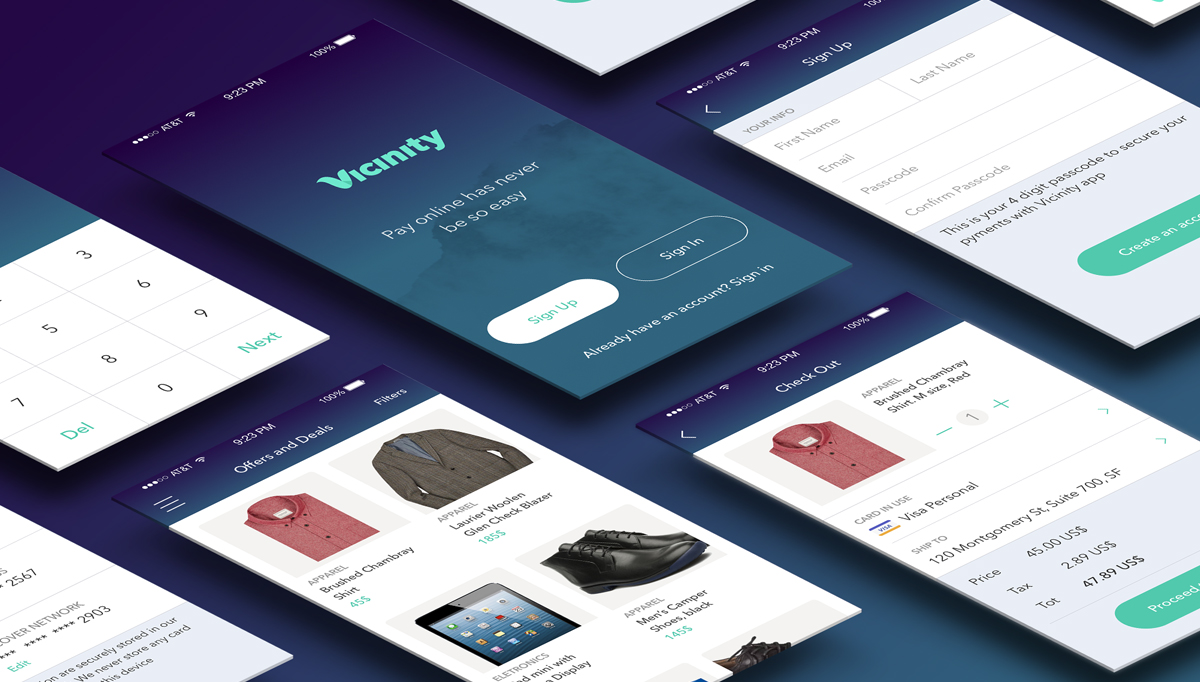 AT&T
9:23 PM
100%
Vicinity
Pay online has never
be so easy
Sign Up
Sign In
Already have an account? Sign in
AT&T
9:23 PM
100%
Sign Up
YOUR INFO
First Name
Last Name
Email
Passcode
Confirm Passcode
This is your 4 digit passcode to secure your
pyments with Vicinity app
Create an
3
5
6
7
8
9
Del
0
Next
AT&T
9:23 PM
100%
Offers and Deals
Filters
APPAREL
Brushed Chambray
Shirt
45$
APPAREL
Laurier Woolen
Glen Check Blazer
185$
ELETRONICS
mini with
Display
APPAREL
Men's Camper
Shoes, black
145$
AT&T
9:23 PM
100%
Check Out
APPAREL
Brushed Chambray
Shirt. M size, Red
1
CARD IN USE
VISA
Visa Personal
SHIP TO
120 Montgomery St, Suite 700, SF
Price
45.00 US$
Tax
2.89 US$
Tot
47.89 US$
Proceed
2567
NETWORK
**** **** 2903
Edit
are securely stored in our
We never store any card
this device